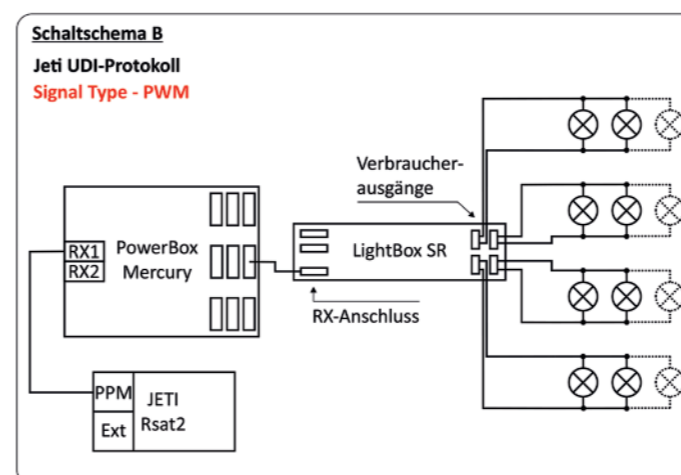 Schaltschema B
Jeti UDI-Protokoll
Signal Type - PWM
Verbraucher-
ausgänge
RX1
RX2
PowerBox
Mercury
LightBox SR
RX-Anschluss
PPM
Ext
JETI
Rsat2